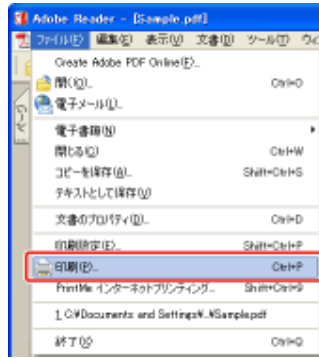 Adobe Reader - [Sample.pdf]
ファイル(F) 編集(E) 表示(V) 文書(D) ツール(T) ウィ
Create Adobe PDF Online(E)...
開く(O)... Ctrl+O
電子メール(L)...
電子書籍(N)
閉じる(C) Ctrl+W
コピーを保存(A)... Shift+Ctrl+S
テキストとして保存(V)
文書のプロパティ(D)... Ctrl+D
印刷設定(E)... Shift+Ctrl+P
印刷(P)... Ctrl+P
PrintMe インターネットプリンティング... Shift+Ctrl+9
1 C:¥Documents and Settings¥..¥Sample.pdf
終了(X) Ctrl+Q